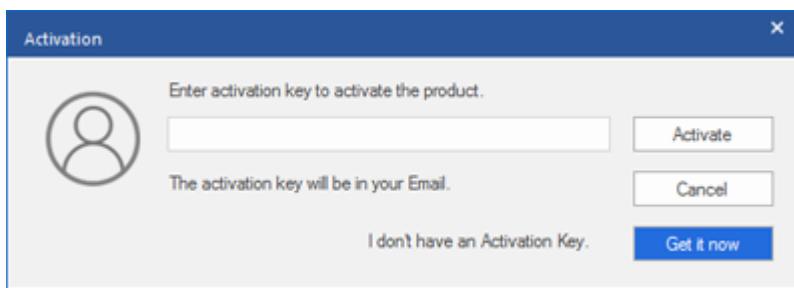 Activation
×
Enter activation key to activate the product.
Activate
The activation key will be in your Email.
Cancel
I don't have an Activation Key.
Get it now